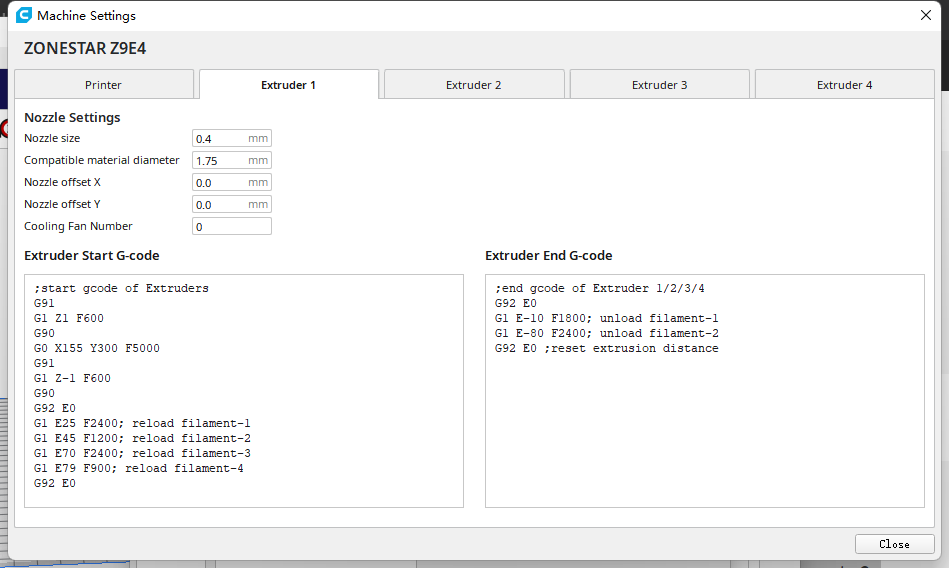 Machine Settings
ZONESTAR Z9E4
Printer
Extruder 1
Extruder 2
Extruder 3
Extruder 4
Nozzle Settings
Nozzle size 0.4 mm
Compatible material diameter 1.75 mm
Nozzle offset X 0.0 mm
Nozzle offset Y 0.0 mm
Cooling Fan Number 0
Extruder Start G-code
;start gcode of Extruders
G91
G1 Z1 F600
G90
G0 X155 Y300 F5000
G91
G1 Z-1 F600
G90
G92 E0
G1 E25 F2400; reload filament-1
G1 E45 F1200; reload filament-2
G1 E70 F2400; reload filament-3
G1 E79 F900; reload filament-4
G92 E0
Extruder End G-code
;end gcode of Extruder 1/2/3/4
G92 E0
G1 E-10 F1800; unload filament-1
G1 E-80 F2400; unload filament-2
G92 E0 ;reset extrusion distance
Close